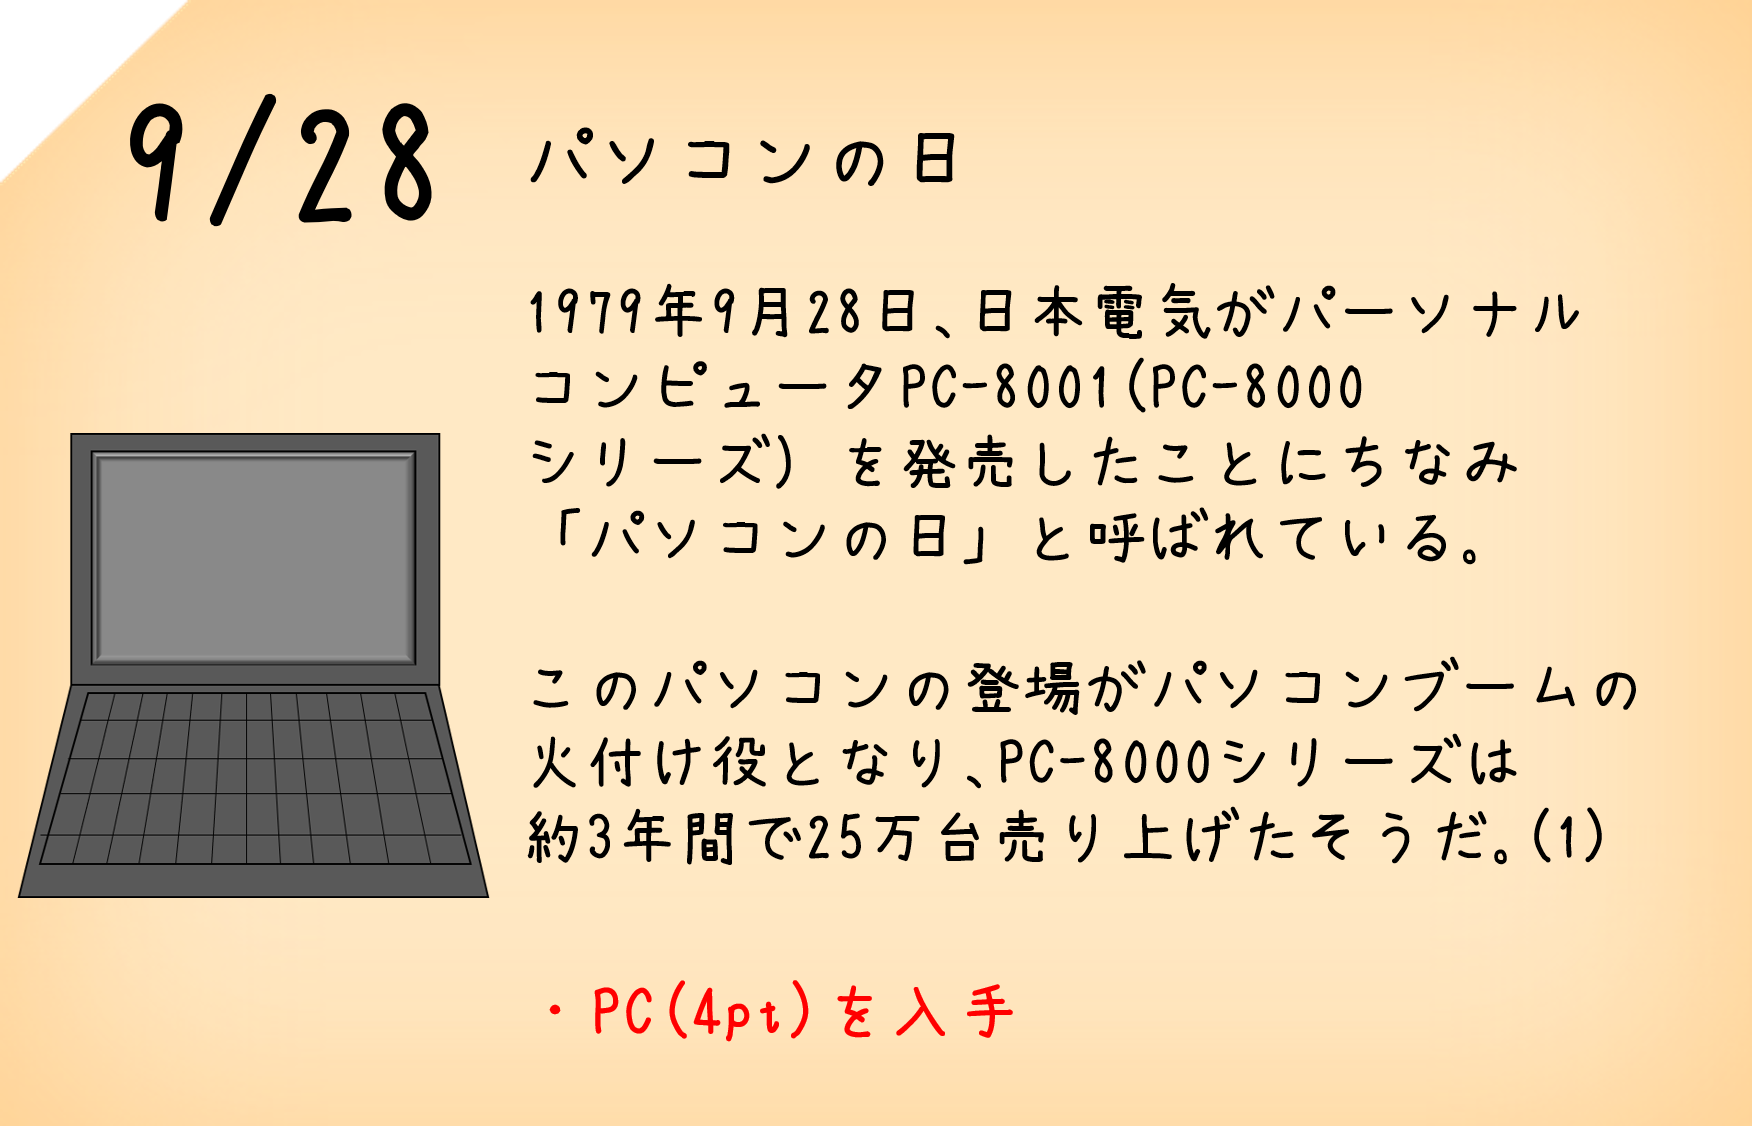 9/28 パソコンの日
1979年9月28日、日本電気がパーソナル
コンピュータPC-8001(PC-8000
シリーズ) を発売したことにちなみ
「パソコンの日」と呼ばれている。
このパソコンの登場がパソコンブームの
火付け役となり、PC-8000シリーズは
約3年間で25万台売り上げたそうだ。(1)
・PC(4pt)を入手